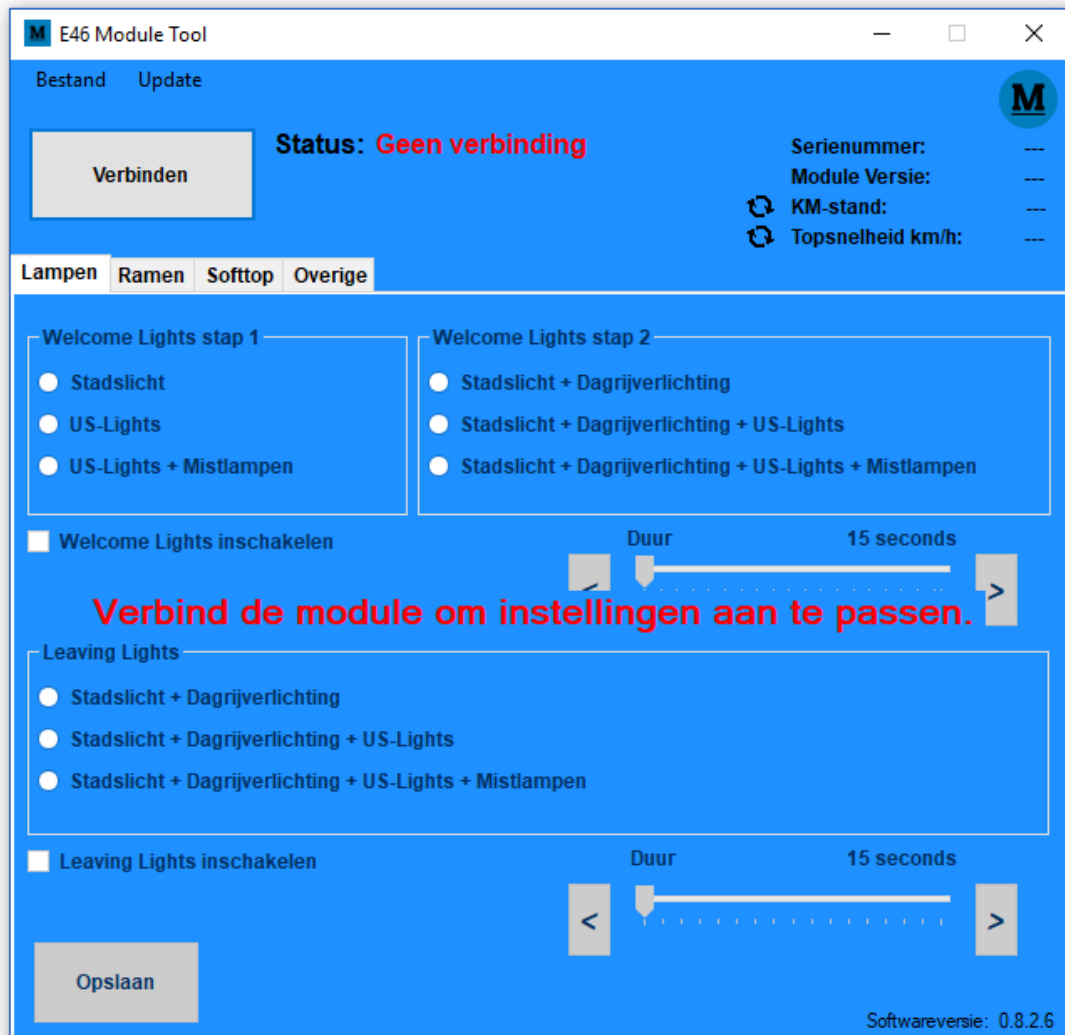 M E46 Module Tool
Bestand Update
M
Verbinden
Status: Geen verbinding
Serienummer: ---
Module Versie: ---
KM-stand: ---
Topsnelheid km/h: ---
Lampen Ramen Softtop Overige
Welcome Lights stap 1
Stadslicht
US-Lights
US-Lights + Mistlampen
Welcome Lights stap 2
Stadslicht + Dagrijverlichting
Stadslicht + Dagrijverlichting + US-Lights
Stadslicht + Dagrijverlichting + US-Lights + Mistlampen
Welcome Lights inschakelen
Duur 15 seconds
< >
Verbind de module om instellingen aan te passen.
Leaving Lights
Stadslicht + Dagrijverlichting
Stadslicht + Dagrijverlichting + US-Lights
Stadslicht + Dagrijverlichting + US-Lights + Mistlampen
Leaving Lights inschakelen
Duur 15 seconds
< >
Opslaan
Softwareversie: 0.8.2.6